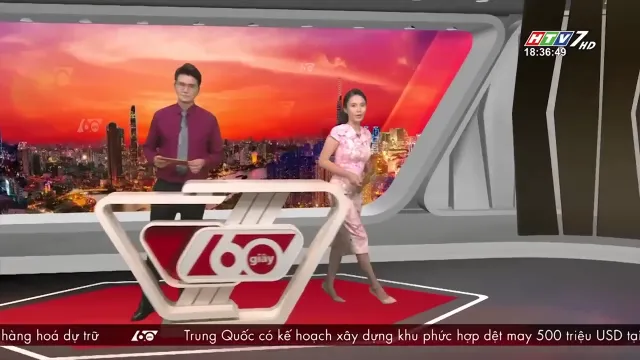 HTV7 HD
18:36:49
60 giây
hàng hoá dự trữ 60 Trung Quốc có kế hoạch xây dựng khu phức hợp dệt may 500 triệu USD tại